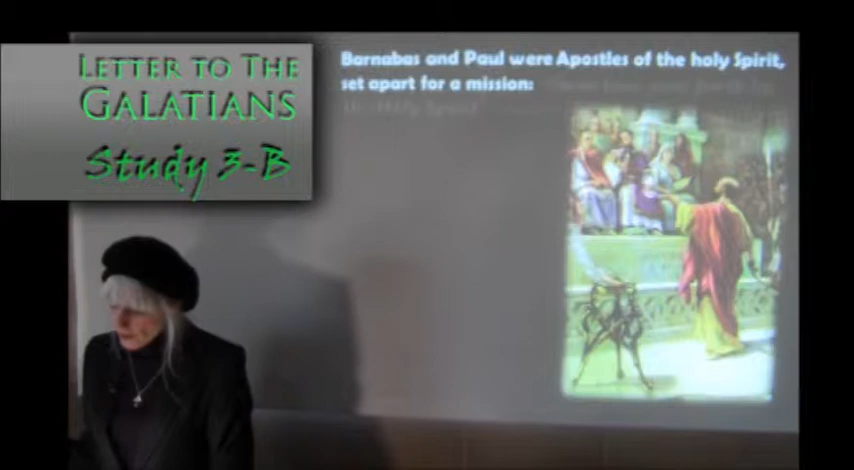 LETTER TO THE
GALATIANS
Study 3-B
Barnabas and Paul were Apostles of the holy Spirit,
set apart for a mission: